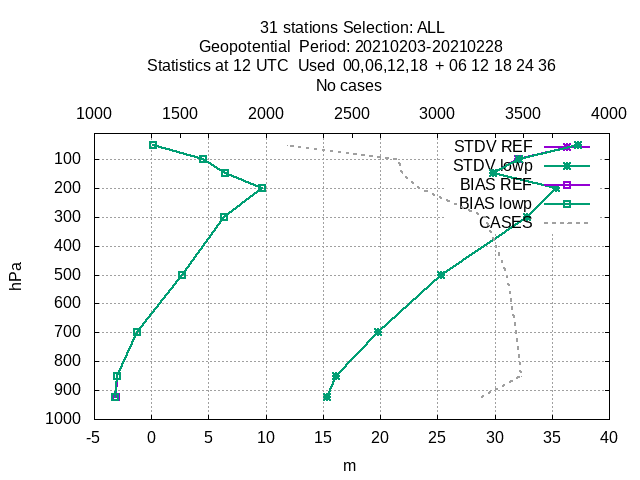 31 stations Selection: ALL
Geopotential  Period: 20210203-20210228
Statistics at 12 UTC  Used  00,06,12,18  + 06 12 18 24 36
No cases
1000 1500 2000 2500 3000 3500 4000
STDV REF
STDV lowp
BIAS REF
BIAS lowp
CASES
100
200
300
400
500
600
700
800
900
1000
hPa
-5 0 5 10 15 20 25 30 35 40
m